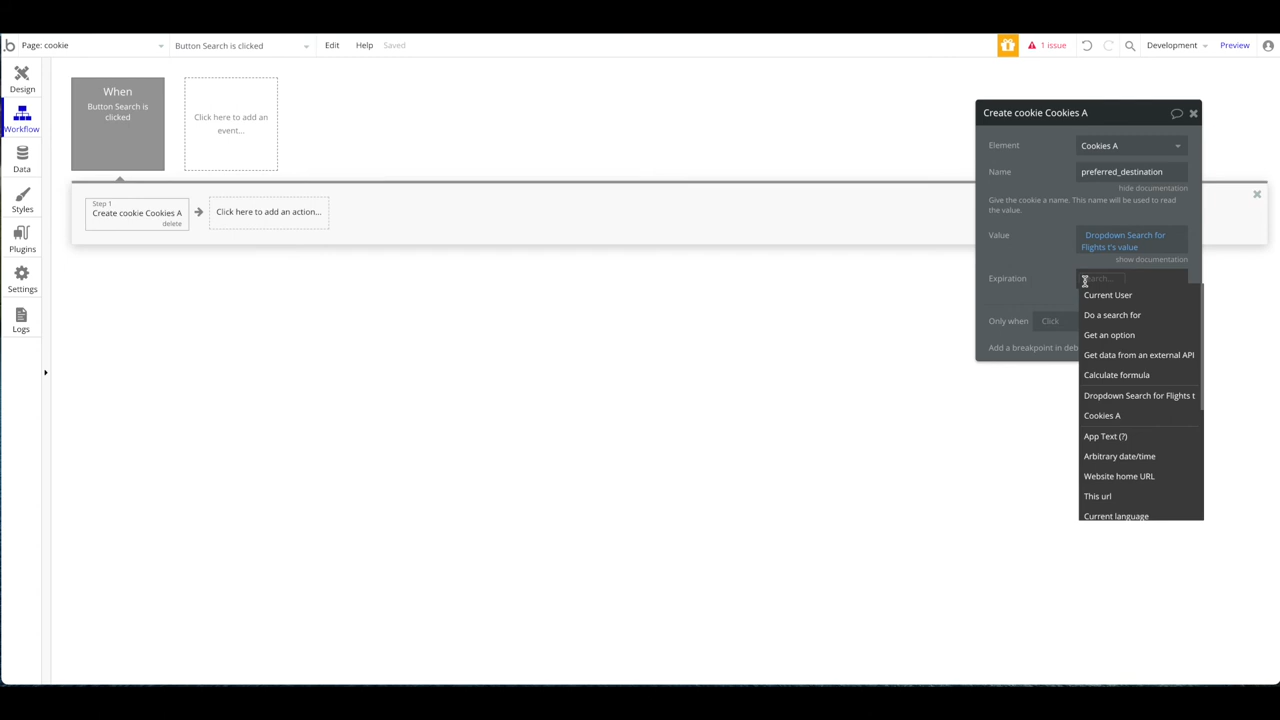 b Page: cookie Button Search is clicked Edit Help Saved 1 issue Development Preview
Design
Workflow
Data
Styles
Plugins
Settings
Logs
When
Button Search is
clicked
Click here to add an
event...
Step 1
Create cookie Cookies A
delete
Click here to add an action...
Create cookie Cookies A
Element Cookies A
Name preferred_destination
hide documentation
Give the cookie a name. This name will be used to read
the value.
Value Dropdown Search for
Flights t's value
show documentation
Expiration Search...
Only when Click
Add a breakpoint in deb
Current User
Do a search for
Get an option
Get data from an external API
Calculate formula
Dropdown Search for Flights t
Cookies A
App Text (?)
Arbitrary date/time
Website home URL
This url
Current language